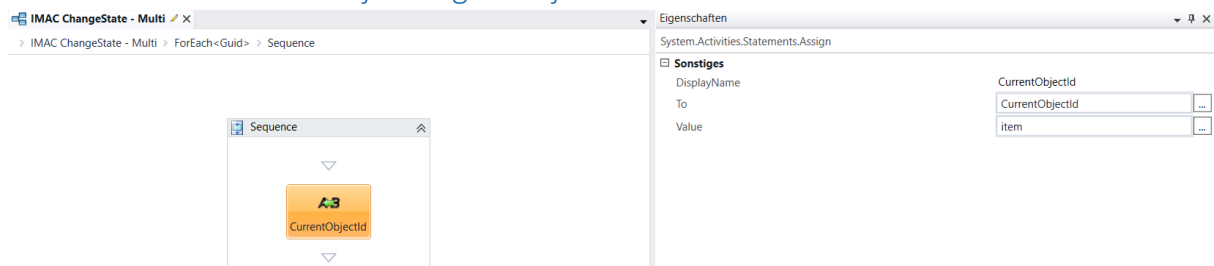 IMAC ChangeState - Multi
> IMAC ChangeState - Multi > ForEach<Guid> > Sequence
Sequence
A B
CurrentObjectId
Eigenschaften
System.Activities.Statements.Assign
Sonstiges
DisplayName CurrentObjectId
To CurrentObjectId ...
Value item ...